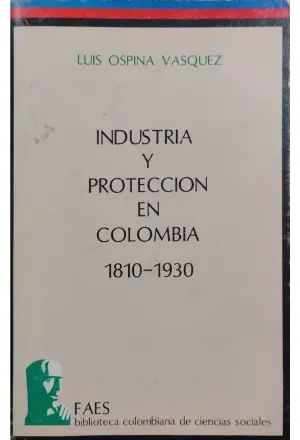 LUIS OSPINA VASQUEZ
INDUSTRIA
Y
PROTECCION
EN
COLOMBIA
1810-1930
FAES
biblioteca colombiana de ciencias sociales